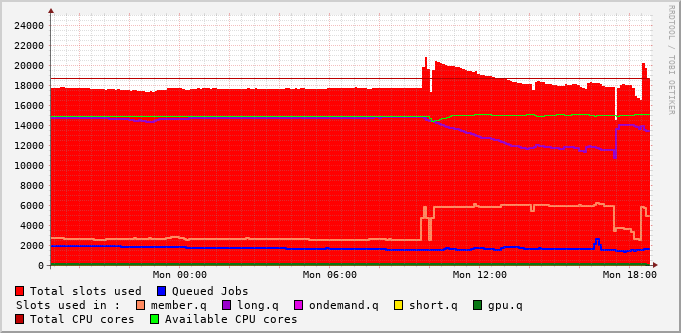 RRDTOOL / TOBI OETIKER
24000
22000
20000
18000
16000
14000
12000
10000
8000
6000
4000
2000
0
Mon 00:00 Mon 06:00 Mon 12:00 Mon 18:00
Total slots used Queued Jobs
Slots used in : member.q long.q ondemand.q short.q gpu.q
Total CPU cores Available CPU cores